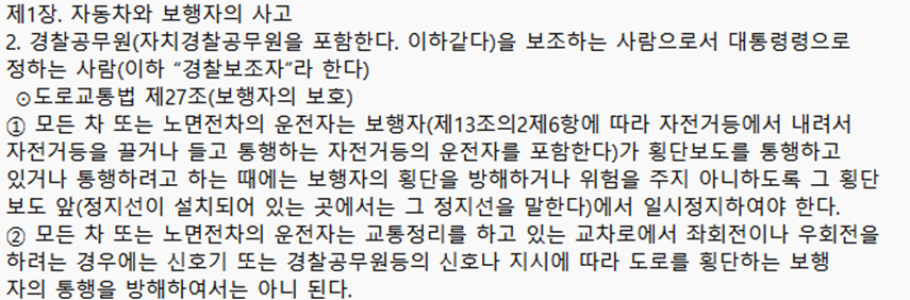 제1장. 자동차와 보행자의 사고
2. 경찰공무원(자치경찰공무원을 포함한다. 이하같다)을 보조하는 사람으로서 대통령령으로
정하는 사람(이하 “경찰보조자”라 한다)
⊙도로교통법 제27조(보행자의 보호)
① 모든 차 또는 노면전차의 운전자는 보행자(제13조의2제6항에 따라 자전거등에서 내려서
자전거등을 끌거나 들고 통행하는 자전거등의 운전자를 포함한다)가 횡단보도를 통행하고
있거나 통행하려고 하는 때에는 보행자의 횡단을 방해하거나 위험을 주지 아니하도록 그 횡단
보도 앞(정지선이 설치되어 있는 곳에서는 그 정지선을 말한다)에서 일시정지하여야 한다.
② 모든 차 또는 노면전차의 운전자는 교통정리를 하고 있는 교차로에서 좌회전이나 우회전을
하려는 경우에는 신호기 또는 경찰공무원등의 신호나 지시에 따라 도로를 횡단하는 보행
자의 통행을 방해하여서는 아니 된다.